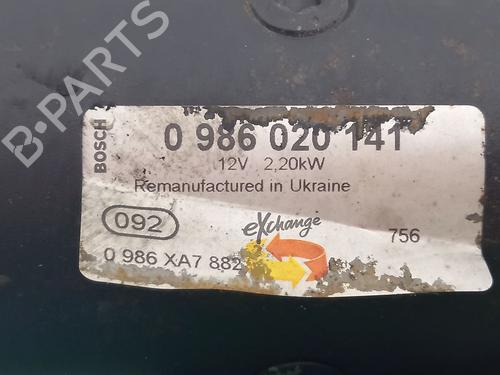 BOSCH
0 986 020 141
12V 2,20kW
Remanufactured in Ukraine
092
eXchange
756
0 986 XA7 882
B-PARTS